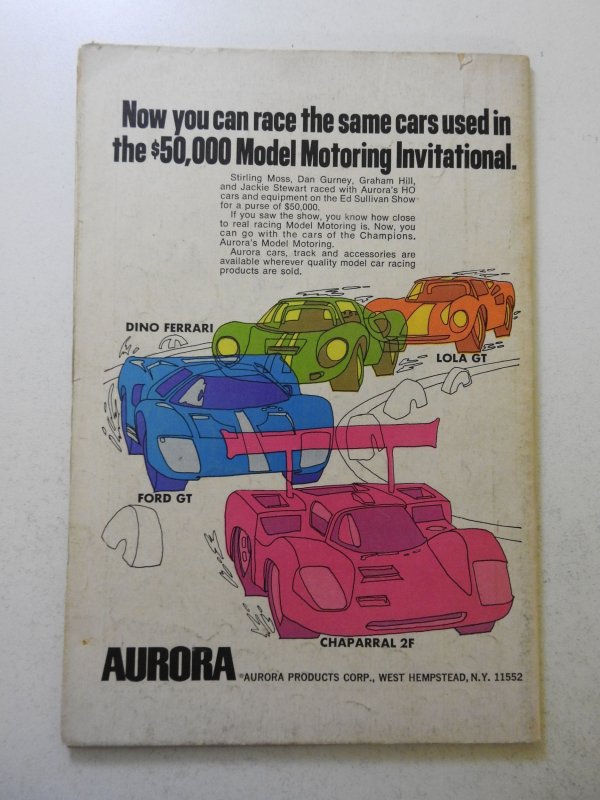 Now you can race the same cars used in
the $50,000 Model Motoring Invitational.
Stirling Moss, Dan Gurney, Graham Hill,
and Jackie Stewart raced with Aurora's HO
cars and equipment on the Ed Sullivan Show
for a purse of $50,000.
If you saw the show, you know how close
to real racing Model Motoring is. Now, you
can go with the cars of the Champions.
Aurora's Model Motoring.
Aurora cars, track and accessories are
available wherever quality model car racing
products are sold.
DINO FERRARI
LOLA GT
FORD GT
CHAPARRAL 2F
AURORA ®AURORA PRODUCTS CORP., WEST HEMPSTEAD, N.Y. 11552